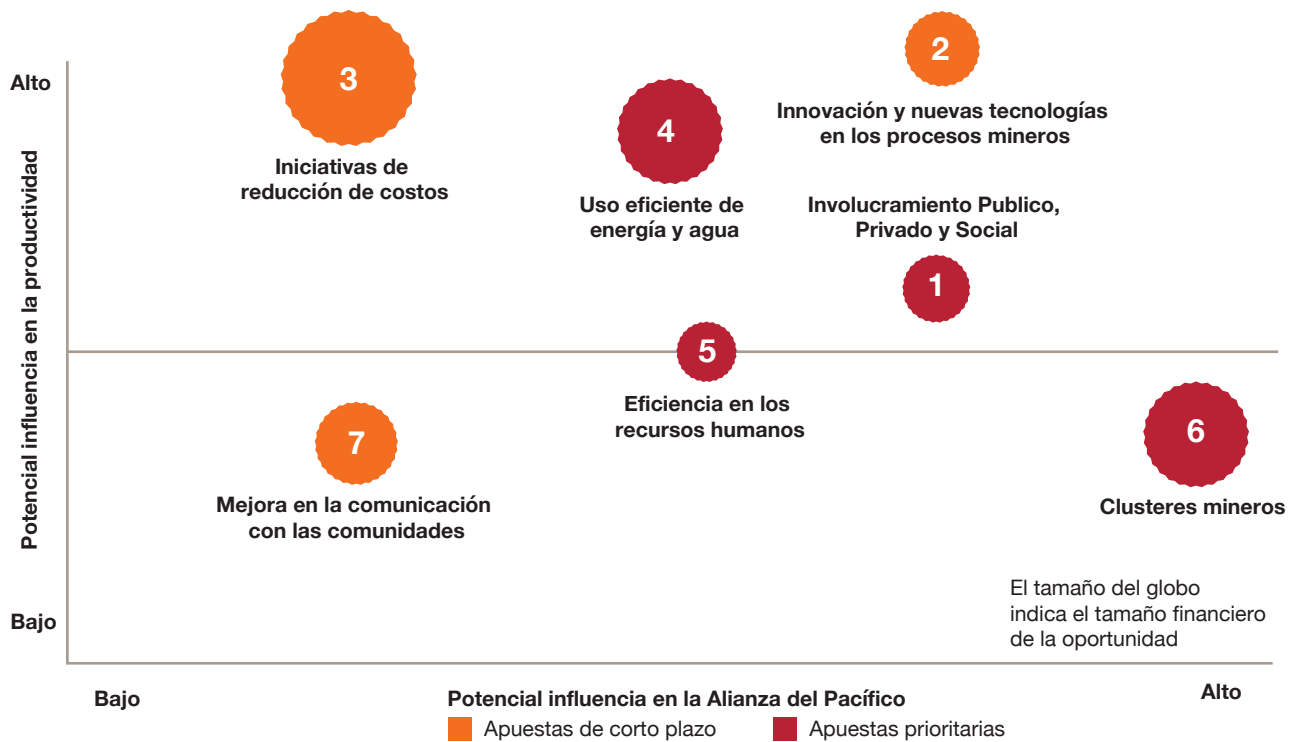 Potencial influencia en la productividad
Alto
3
Iniciativas de
reducción de costos
4
Uso eficiente de
energía y agua
2
Innovación y nuevas tecnologías
en los procesos mineros
Involucramiento Publico,
Privado y Social
1
5
Eficiencia en los
recursos humanos
7
Mejora en la comunicación
con las comunidades
6
Clusteres mineros
El tamaño del globo
indica el tamaño financiero
de la oportunidad
Bajo
Bajo
Potencial influencia en la Alianza del Pacífico
Alto
Apuestas de corto plazo
Apuestas prioritarias